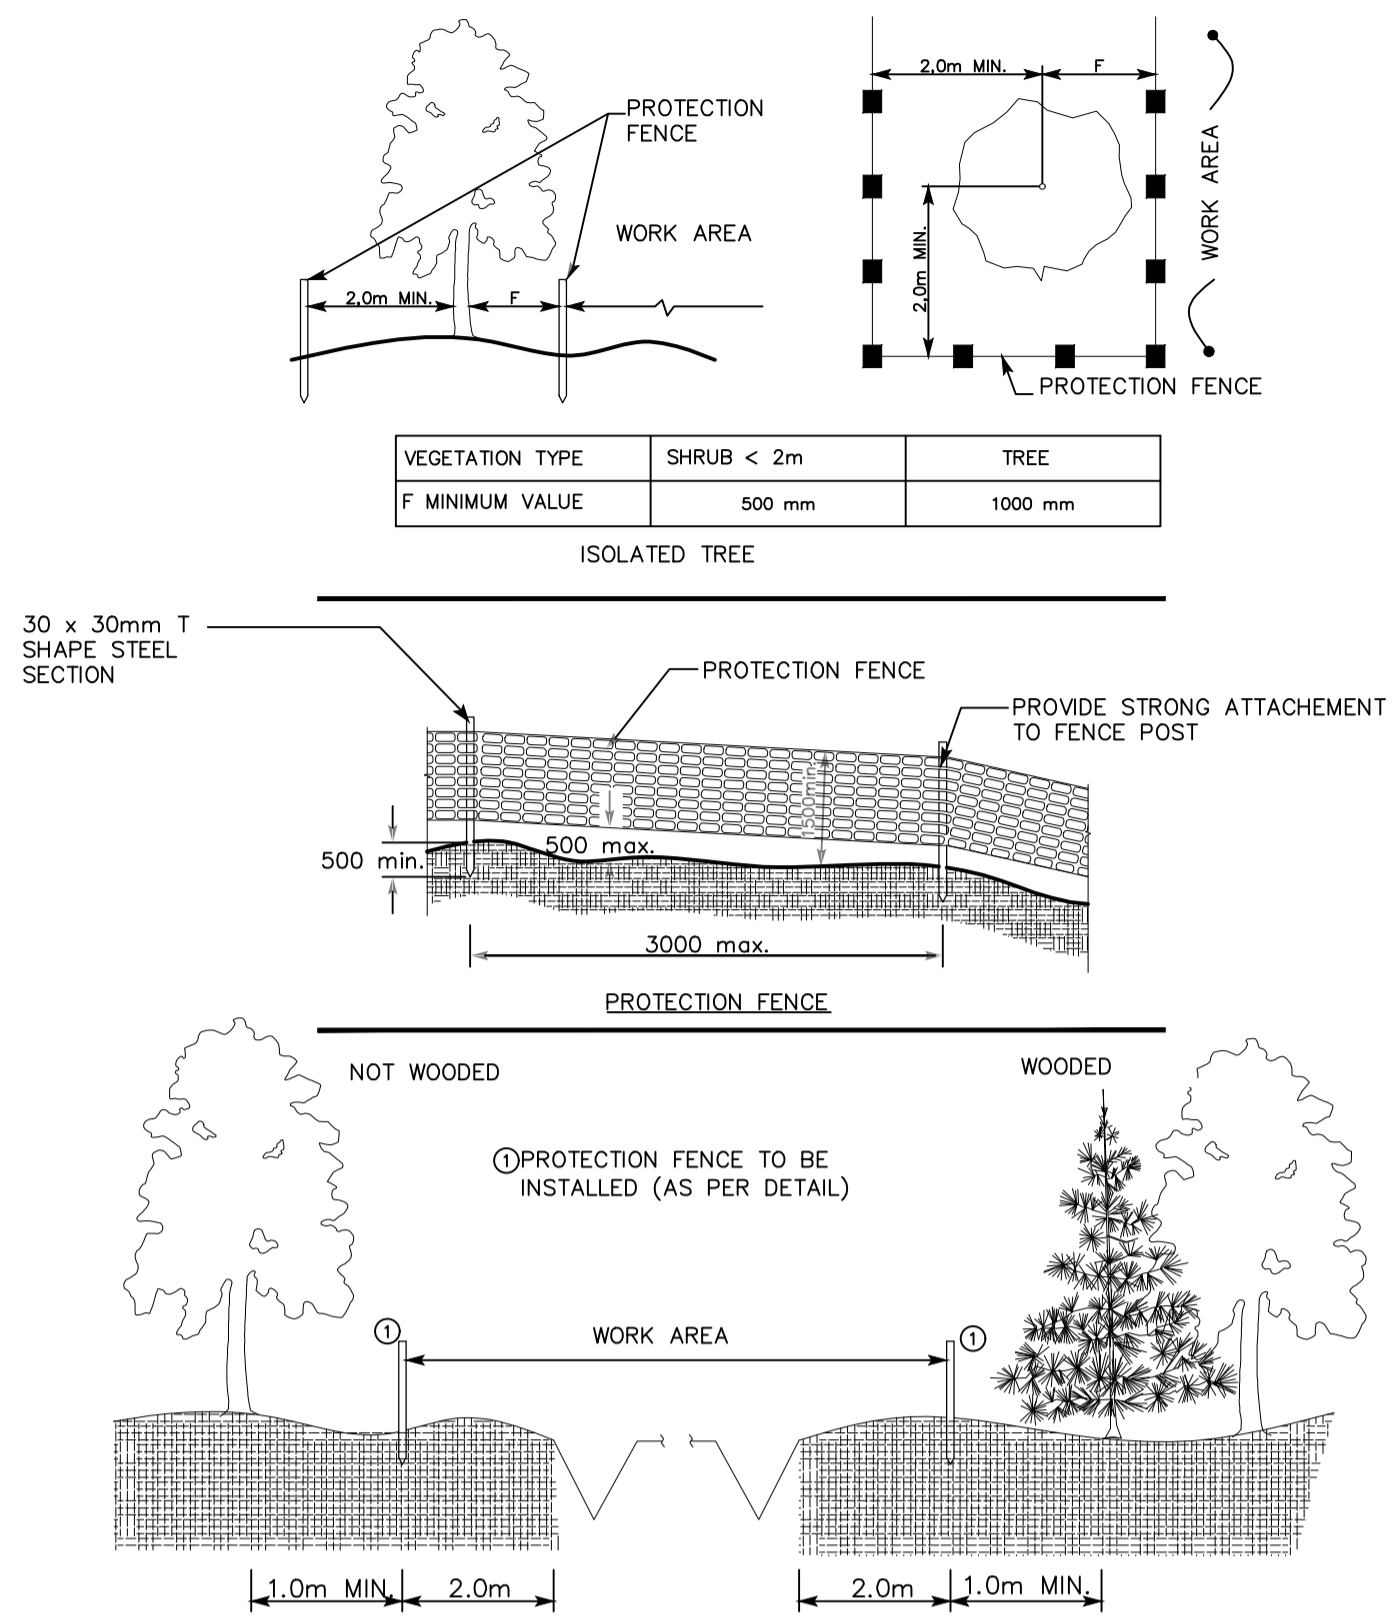 PROTECTION
FENCE
WORK AREA
2,0m MIN.
F
2,0m MIN.
F
2,0m MIN.
WORK AREA
PROTECTION FENCE
VEGETATION TYPE SHRUB < 2m TREE
F MINIMUM VALUE 500 mm 1000 mm
ISOLATED TREE
30 x 30mm T
SHAPE STEEL
SECTION
PROTECTION FENCE
PROVIDE STRONG ATTACHEMENT
TO FENCE POST
1500min.
500 min.
500 max.
3000 max.
PROTECTION FENCE
NOT WOODED
WOODED
1 PROTECTION FENCE TO BE
INSTALLED (AS PER DETAIL)
1
WORK AREA
1
1.0m MIN.
2.0m
2.0m
1.0m MIN.